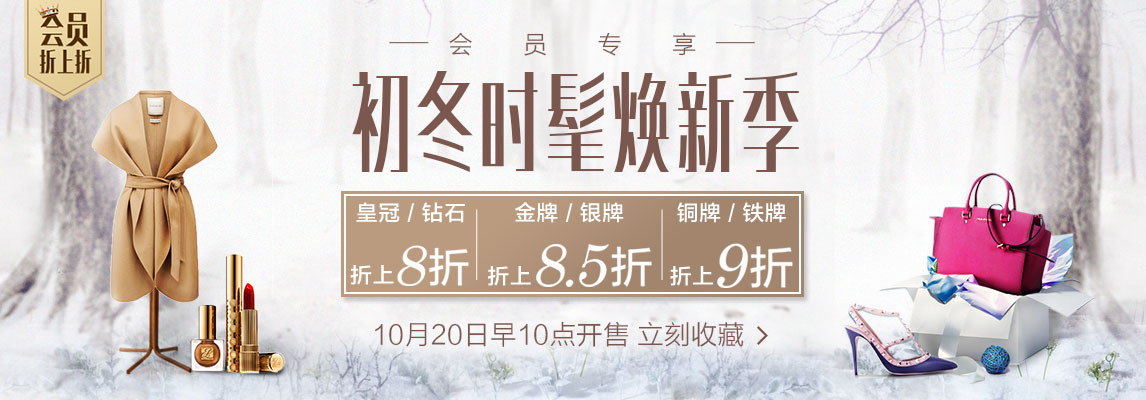 会员
折上折
会员专享
初冬时髦焕新季
皇冠 / 钻石
折上8折
金牌 / 银牌
折上8.5折
铜牌 / 铁牌
折上9折
10月20日早10点开售 立刻收藏 >